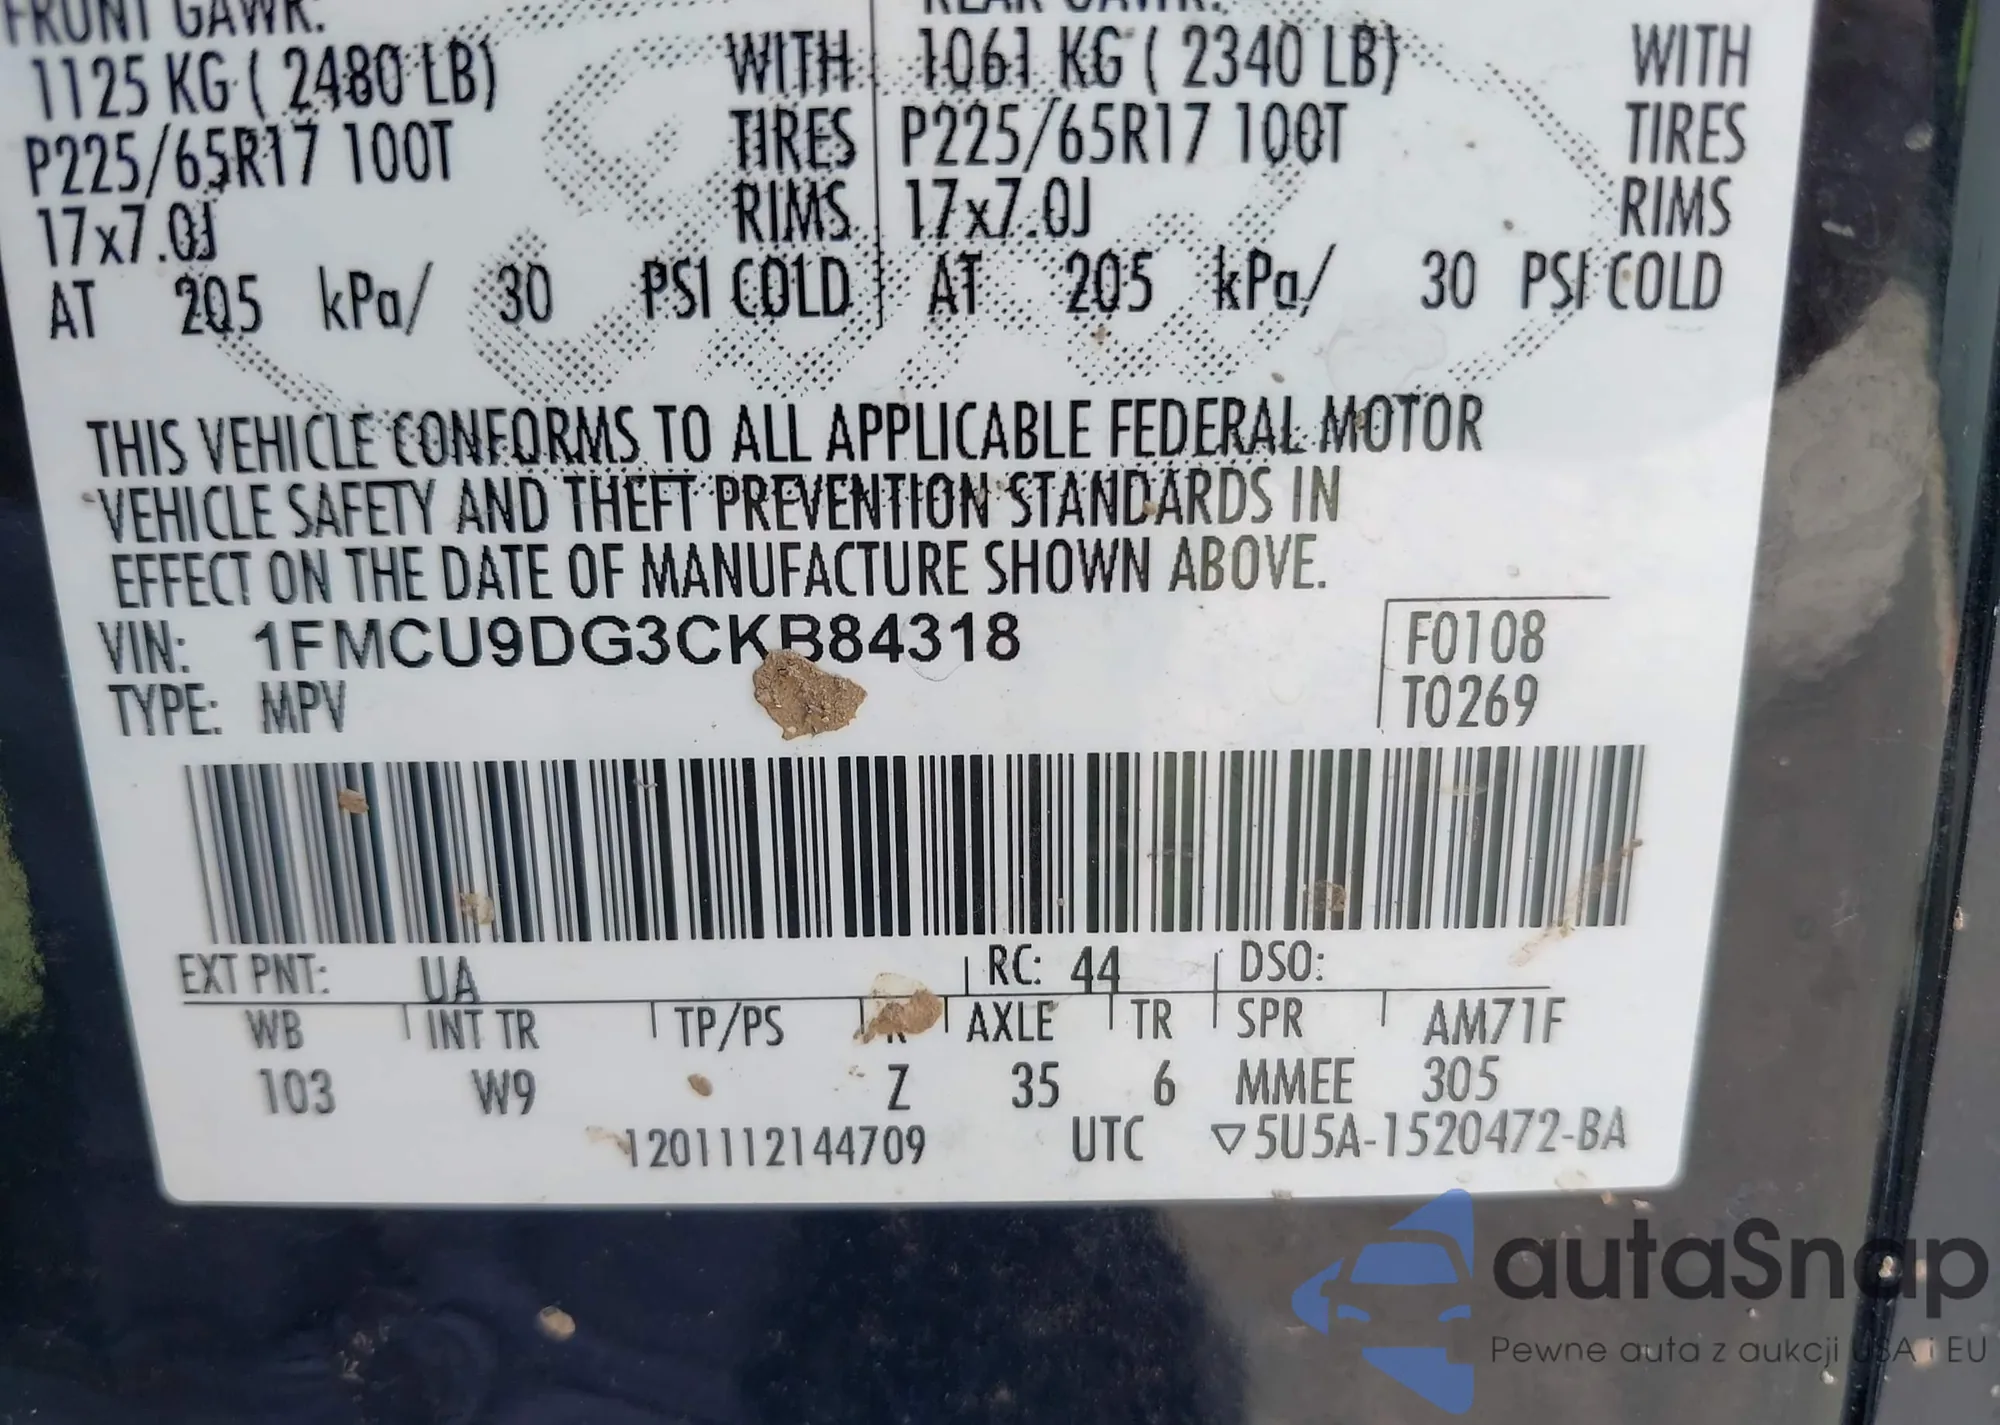 FRONT GAWR: REAR GAWR:
1125 KG ( 2480 LB) WITH 1061 KG ( 2340 LB) WITH
P225/65R17 100T TIRES P225/65R17 100T TIRES
17x7.0J RIMS 17x7.0J RIMS
AT 205 kPa/ 30 PSI COLD AT 205 kPa/ 30 PSI COLD
THIS VEHICLE CONFORMS TO ALL APPLICABLE FEDERAL MOTOR
VEHICLE SAFETY AND THEFT PREVENTION STANDARDS IN
EFFECT ON THE DATE OF MANUFACTURE SHOWN ABOVE.
VIN: 1FMCU9DG3CKB84318 F0108
TYPE: MPV T0269
EXT PNT: UA RC: 44 DSO:
WB INT TR TP/PS R AXLE TR SPR AM71F
103 W9 Z 35 6 MMEE 305
1201112144709 UTC ▽5U5A-1520472-BA
autaSnap
Pewne auta z aukcji USA i EU